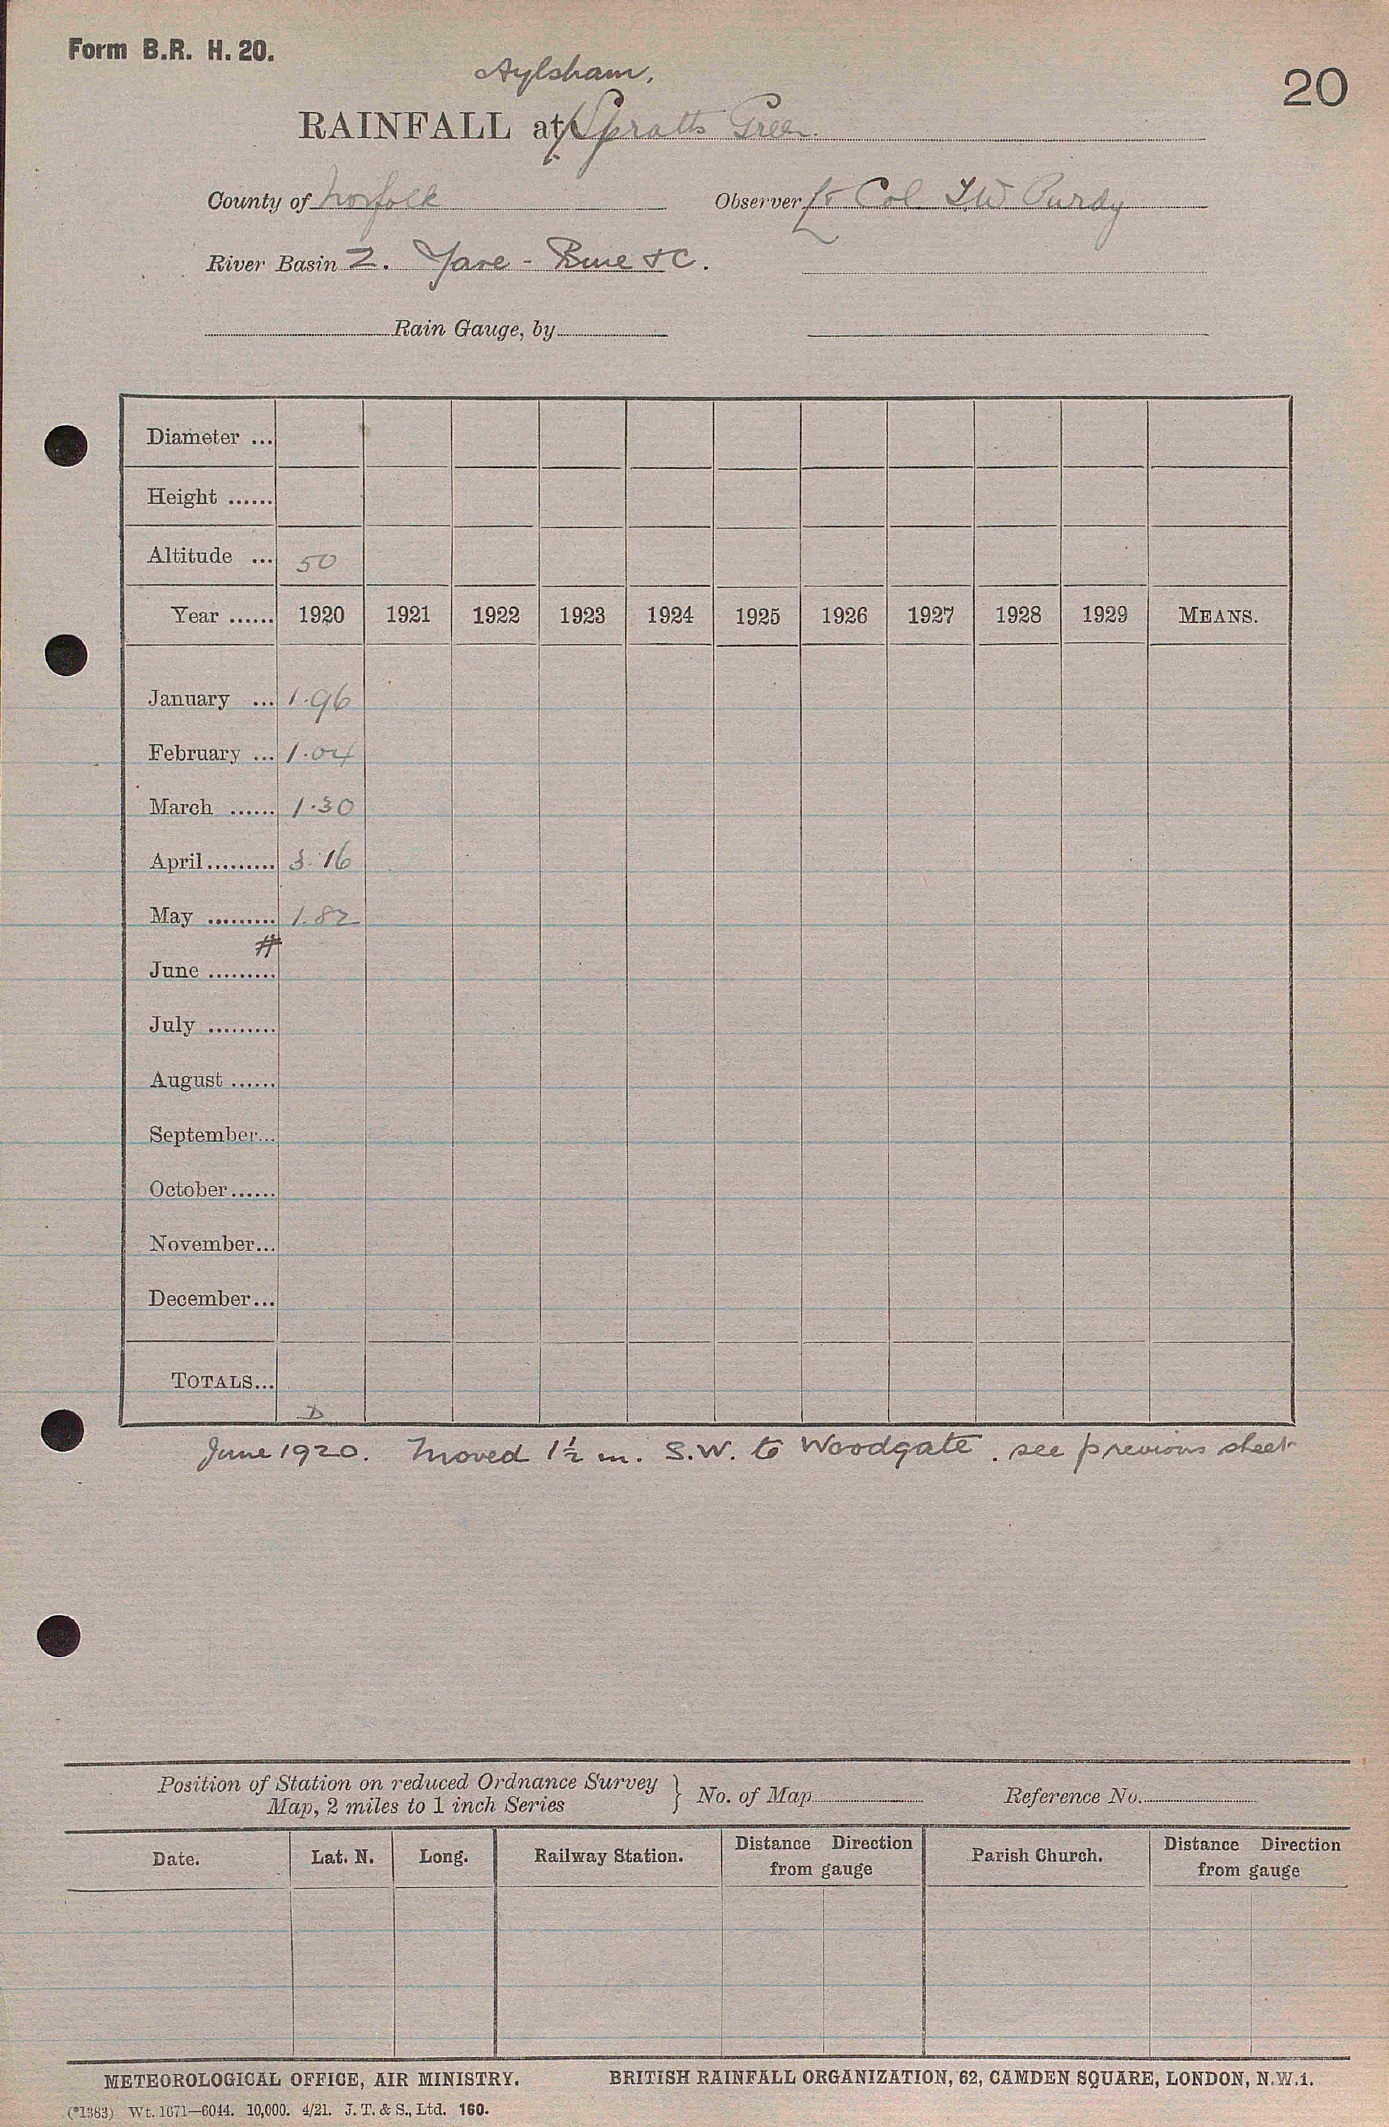 Form B.R. H. 20.
20
Aylsham,
RAINFALL at Spratts Green.
County of Norfolk Observer Lt Col T.W Purdy
River Basin 2. Yare - Bure &c.
Rain Gauge, by
Diameter ...
Height ......
Altitude ... 50
Year ...... 1920 1921 1922 1923 1924 1925 1926 1927 1928 1929 MEANS.
January ... 1.96
February ... 1.04
March ...... 1.30
April ......... 3.16
May ......... 1.82
#
June .........
July .........
August ......
September...
October ......
November...
December...
TOTALS...
D
June 1920. Moved 1½ m. S.W. to Woodgate. see previous sheet
Position of Station on reduced Ordnance Survey
Map, 2 miles to 1 inch Series } No. of Map Reference No.
Date. Lat. N. Long. Railway Station. Distance Direction from gauge Parish Church. Distance Direction from gauge
METEOROLOGICAL OFFICE, AIR MINISTRY. BRITISH RAINFALL ORGANIZATION, 62, CAMDEN SQUARE, LONDON, N.W.1.
(*1383) Wt. 1671—6044. 10,000. 4/21. J. T. & S., Ltd. 160.